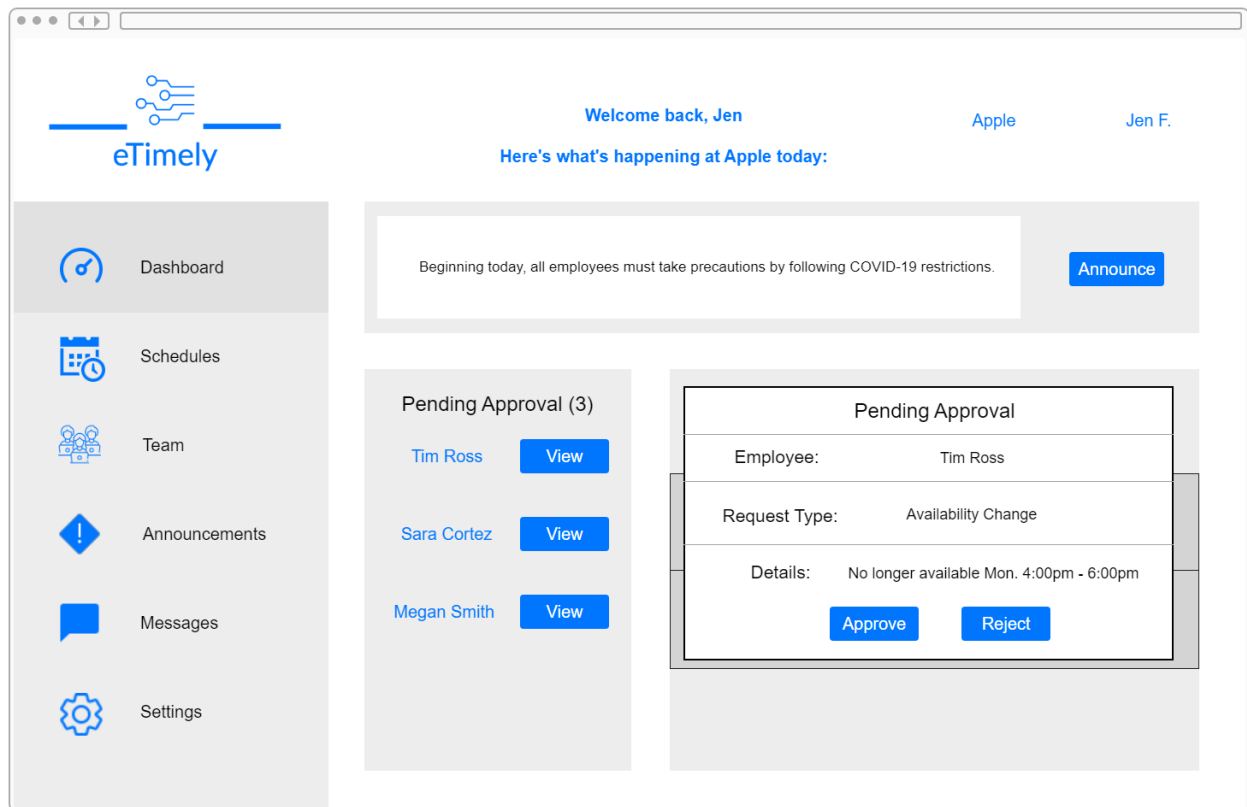 eTimely
Welcome back, Jen
Here's what's happening at Apple today:
Apple
Jen F.
Dashboard
Schedules
Team
Announcements
Messages
Settings
Beginning today, all employees must take precautions by following COVID-19 restrictions.
Announce
Pending Approval (3)
Tim Ross View
Sara Cortez View
Megan Smith View
Pending Approval
Employee: Tim Ross
Request Type: Availability Change
Details: No longer available Mon. 4:00pm - 6:00pm
Approve Reject